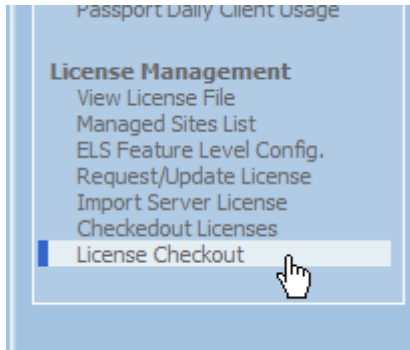 Passport Daily Client Usage
License Management
View License File
Managed Sites List
ELS Feature Level Config.
Request/Update License
Import Server License
Checkedout Licenses
License Checkout